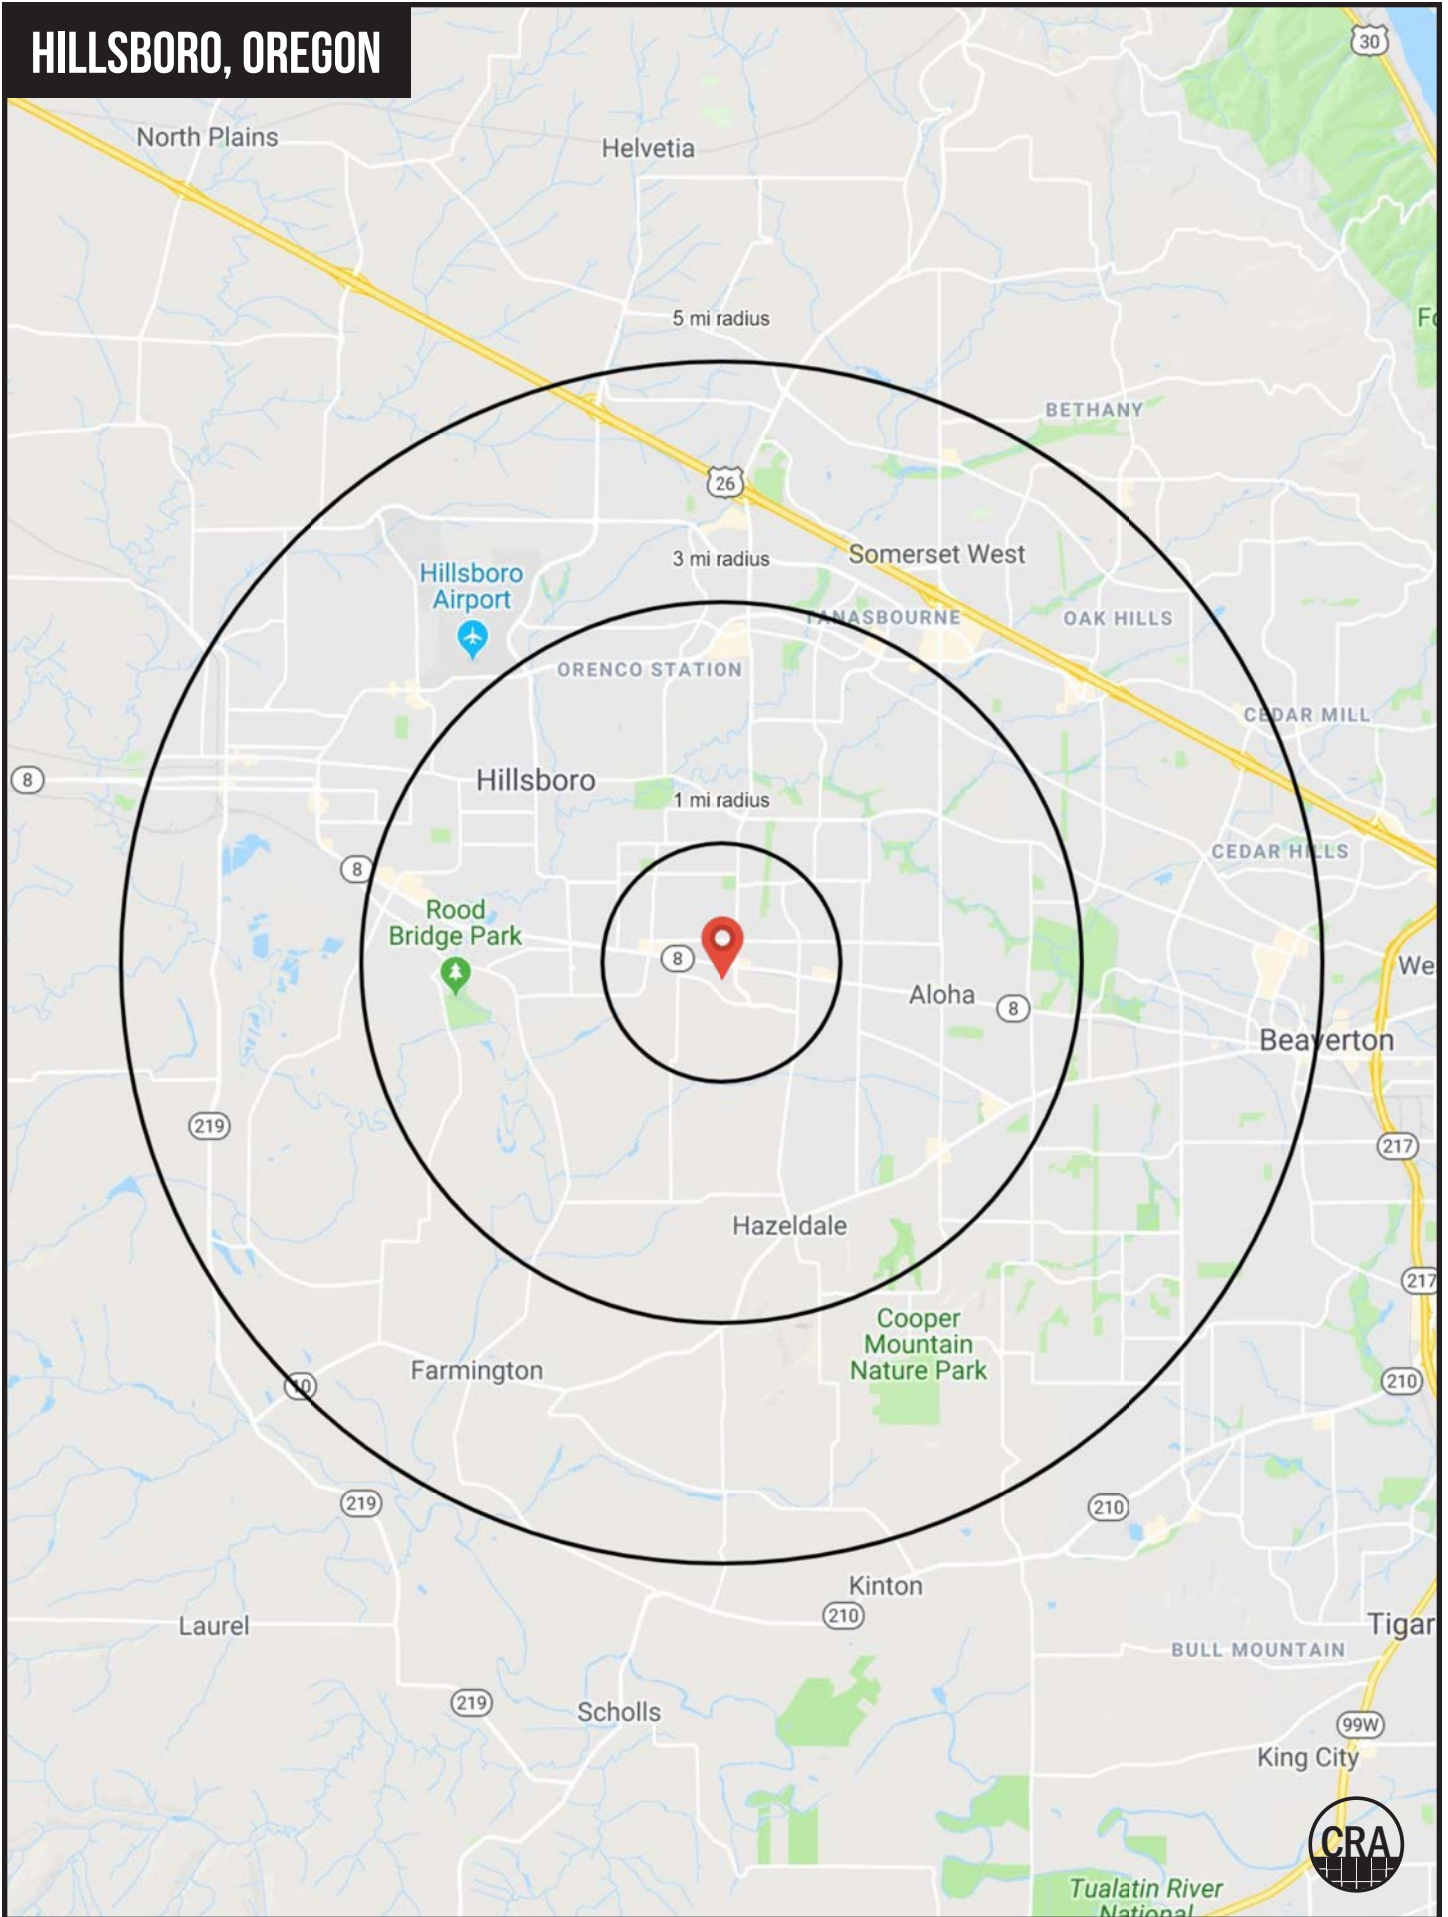 HILLSBORO, OREGON
30
North Plains
Helvetia
5 mi radius
BETHANY
26
3 mi radius
Somerset West
Hillsboro
Airport
TANASBOURNE
OAK HILLS
ORENCO STATION
CEDAR MILL
8
Hillsboro
1 mi radius
CEDAR HILLS
8
Rood
Bridge Park
8
Aloha
8
Beaverton
219
217
Hazeldale
217
Cooper
Mountain
Nature Park
Farmington
10
210
219
210
Kinton
210
Laurel
Tigar
BULL MOUNTAIN
219
Scholls
99W
King City
CRA
Tualatin River
National